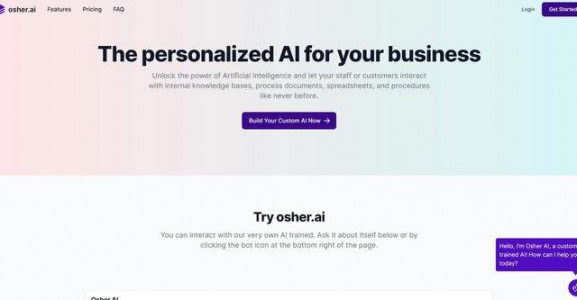 osher.ai Features Pricing FAQ Login Get Started
The personalized AI for your business
Unlock the power of Artificial Intelligence and let your staff or customers interact
with internal knowledge bases, process documents, spreadsheets, and procedures
like never before.
Build Your Custom AI Now →
Try osher.ai
You can interact with our very own AI trained. Ask it about itself below or by
clicking the bot icon at the bottom right of the page.
Hello, I'm Osher AI, a custom
trained AI! How can I help you
today?
Osher AI